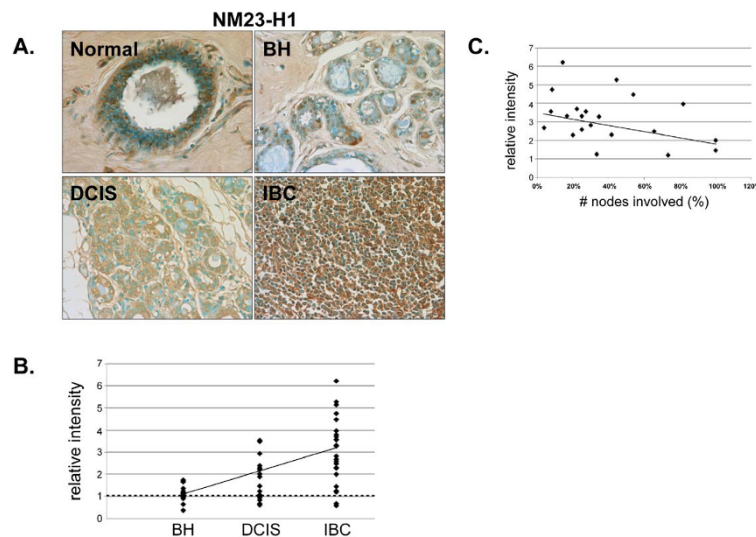 NM23-H1
A.
Normal
BH
DCIS
IBC
B.
relative intensity
7
6
5
4
3
2
1
0
BH DCIS IBC
C.
relative intensity
7
6
5
4
3
2
1
0
0% 20% 40% 60% 80% 100% 120%
# nodes involved (%)